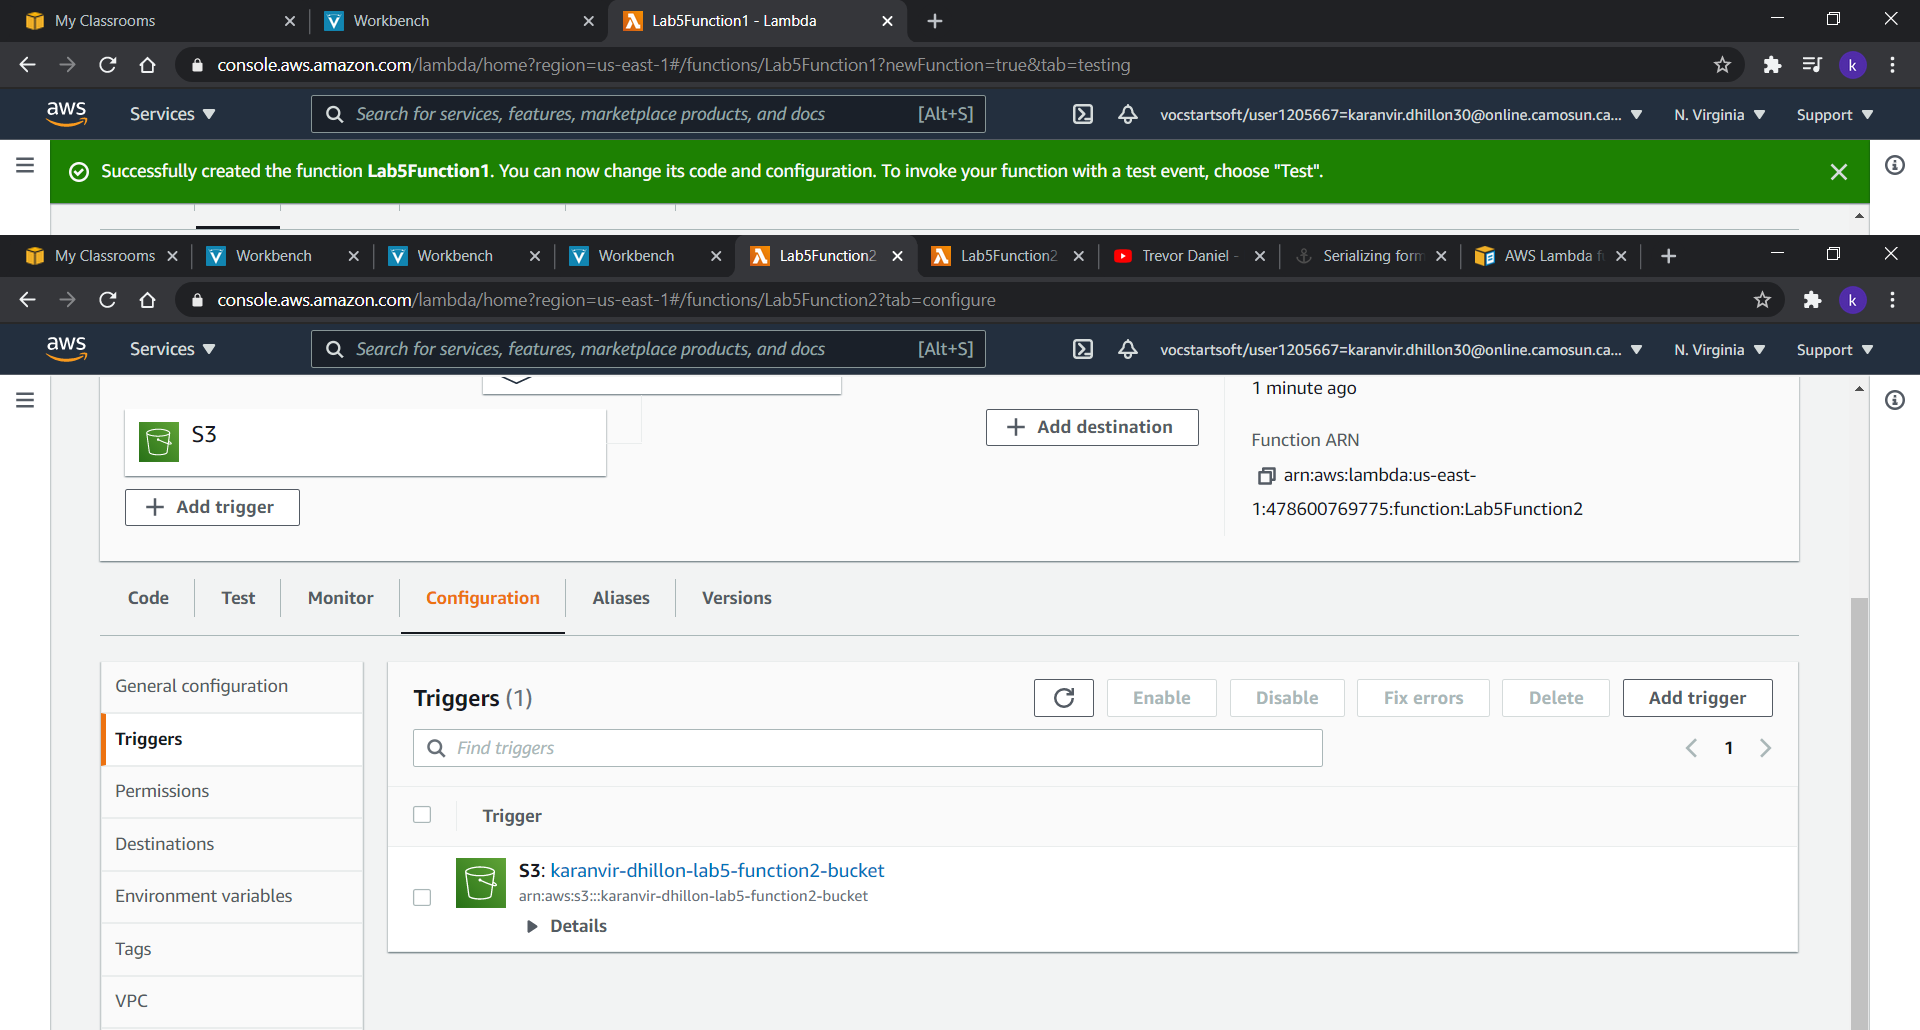 My Classrooms
Workbench
Lab5Function1 - Lambda
console.aws.amazon.com/lambda/home?region=us-east-1#/functions/Lab5Function1?newFunction=true&tab=testing
k
aws
Services
Search for services, features, marketplace products, and docs
[Alt+S]
vocstartsoft/user1205667=karanvir.dhillon30@online.camosun.ca...
N. Virginia
Support
Successfully created the function Lab5Function1. You can now change its code and configuration. To invoke your function with a test event, choose "Test".
My Classrooms
Workbench
Workbench
Workbench
Lab5Function2
Lab5Function2
Trevor Daniel -
Serializing form
AWS Lambda f
console.aws.amazon.com/lambda/home?region=us-east-1#/functions/Lab5Function2?tab=configure
k
aws
Services
Search for services, features, marketplace products, and docs
[Alt+S]
vocstartsoft/user1205667=karanvir.dhillon30@online.camosun.ca...
N. Virginia
Support
S3
Add trigger
Add destination
1 minute ago
Function ARN
arn:aws:lambda:us-east-
1:478600769775:function:Lab5Function2
Code
Test
Monitor
Configuration
Aliases
Versions
General configuration
Triggers
Permissions
Destinations
Environment variables
Tags
VPC
Triggers (1)
Enable
Disable
Fix errors
Delete
Add trigger
Find triggers
1
Trigger
S3: karanvir-dhillon-lab5-function2-bucket
arn:aws:s3:::karanvir-dhillon-lab5-function2-bucket
Details